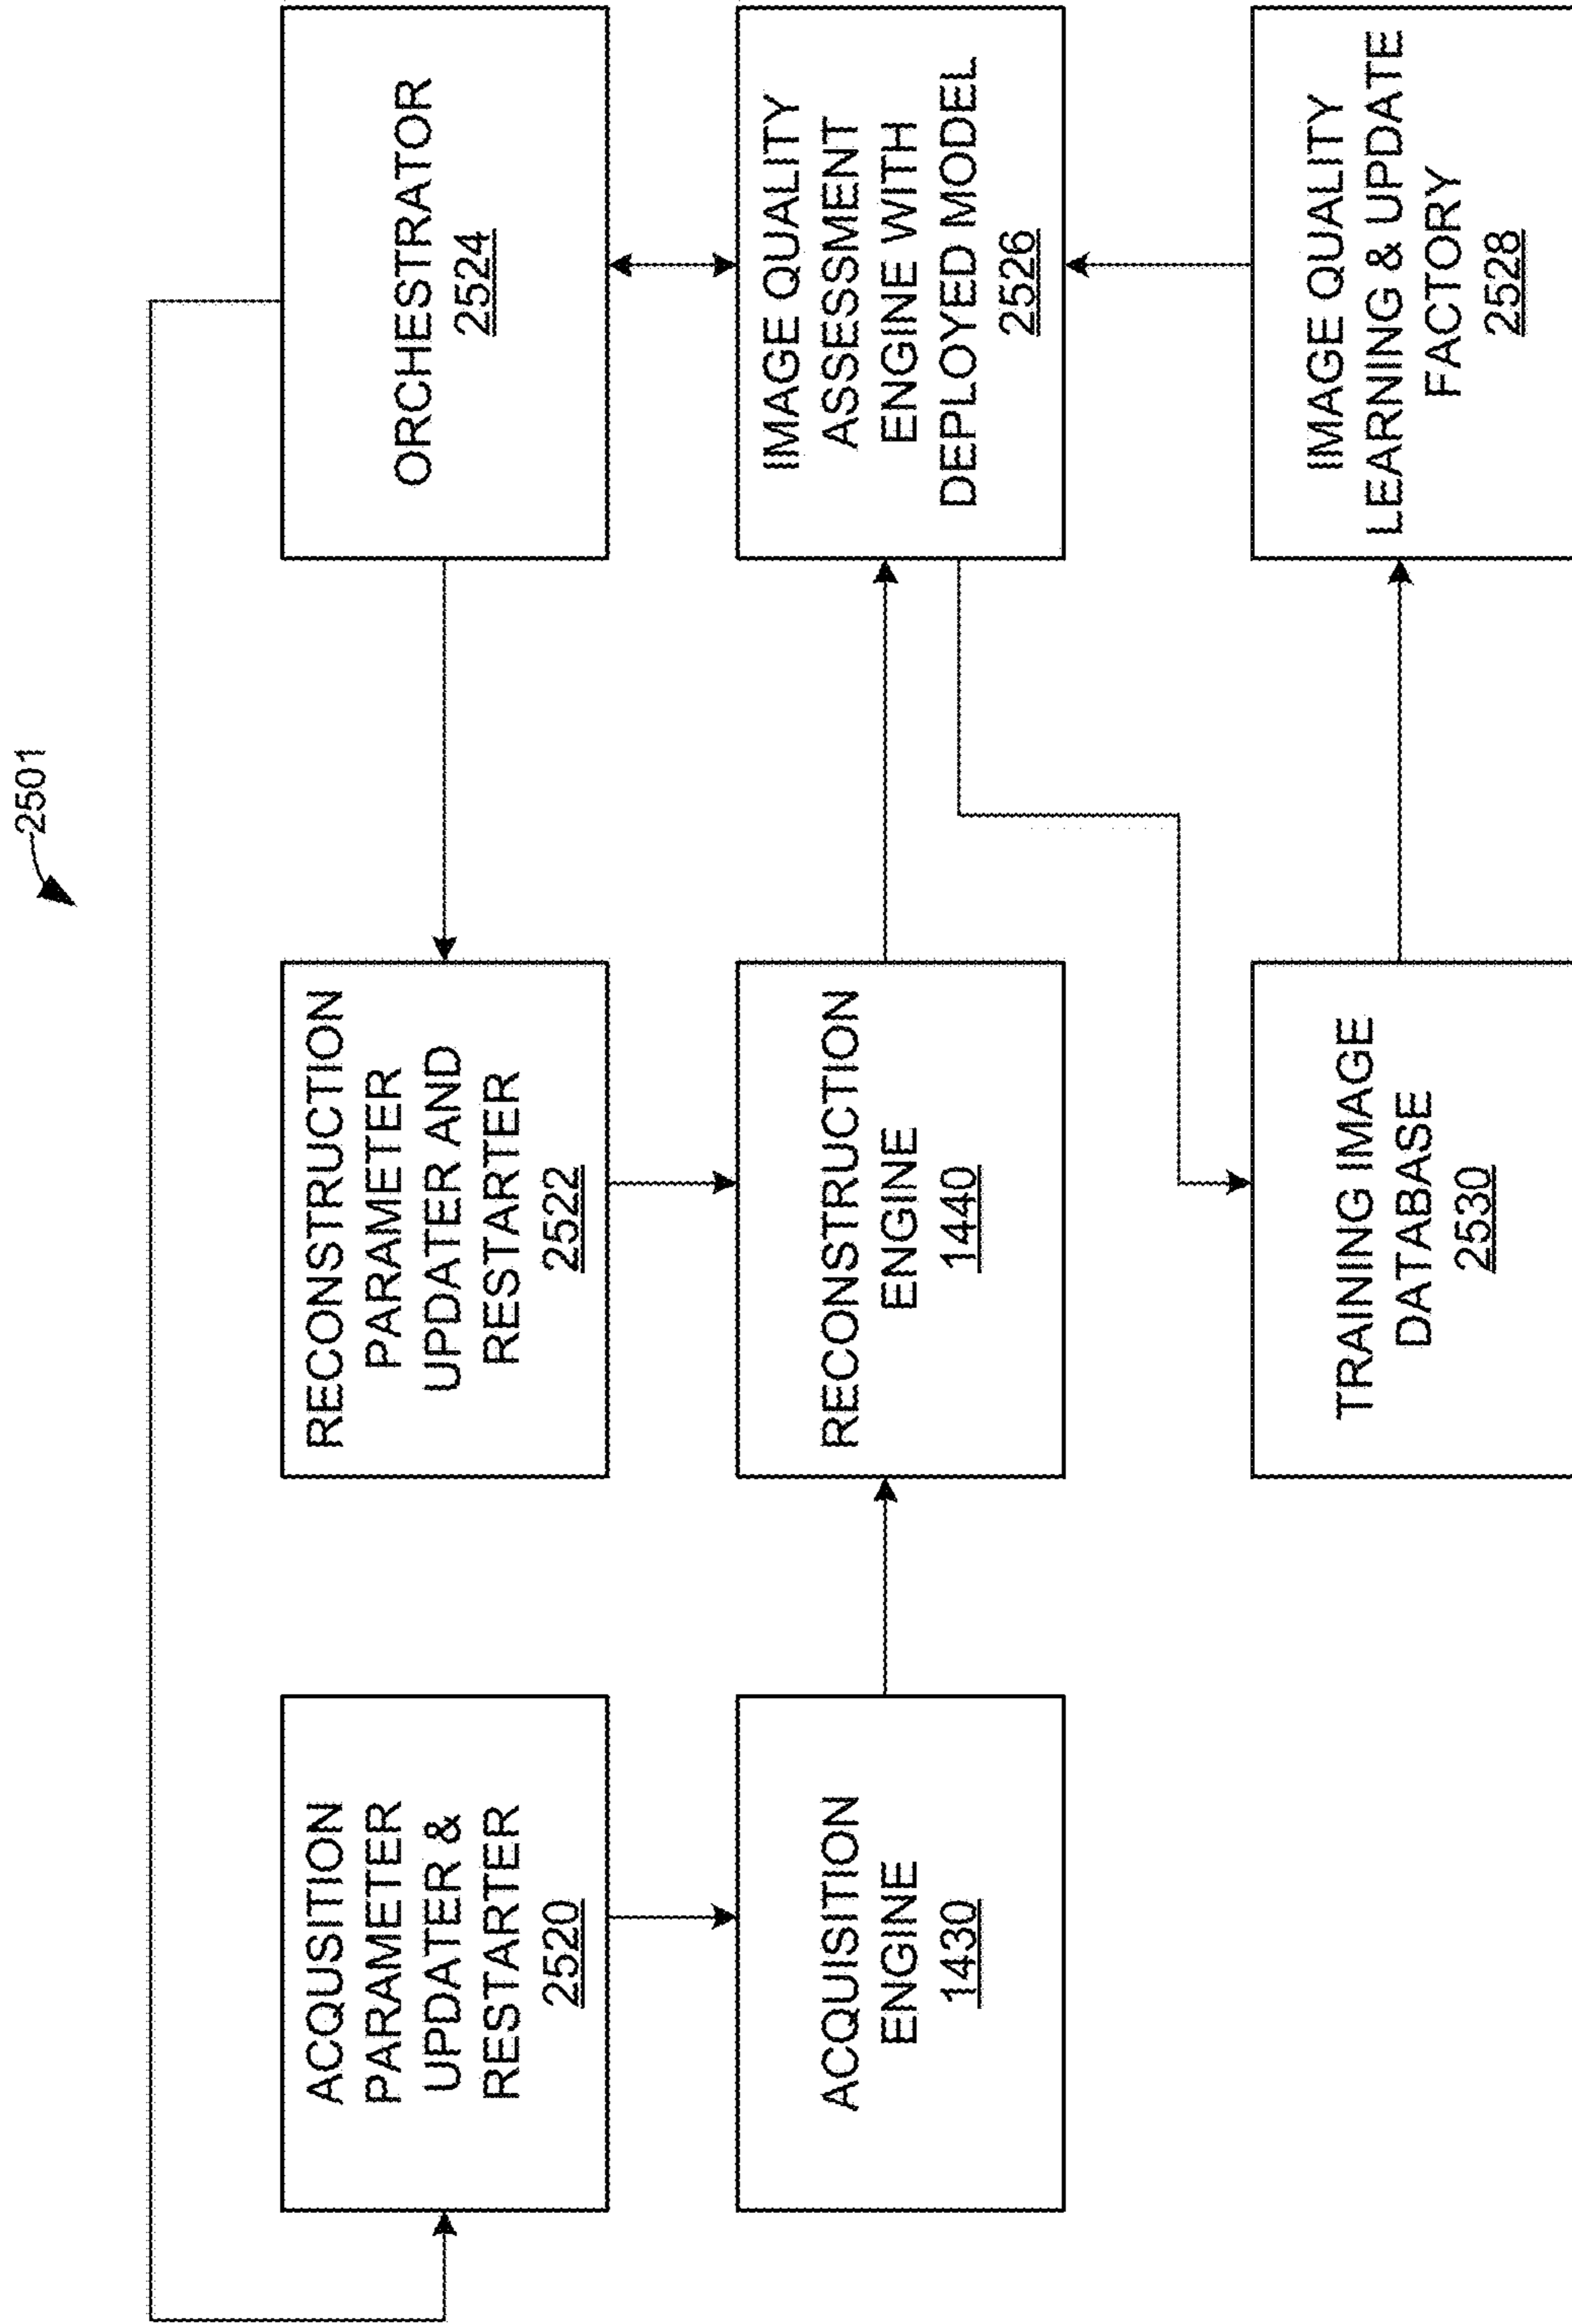 2501
ACQUSITION
PARAMETER
UPDATER &
RESTARTER
2520
RECONSTRUCTION
PARAMETER
UPDATER AND
RESTARTER
2522
ORCHESTRATOR
2524
ACQUISITION
ENGINE
1430
RECONSTRUCTION
ENGINE
1440
IMAGE QUALITY
ASSESSMENT
ENGINE WITH
DEPLOYED MODEL
2526
TRAINING IMAGE
DATABASE
2530
IMAGE QUALITY
LEARNING & UPDATE
FACTORY
2528